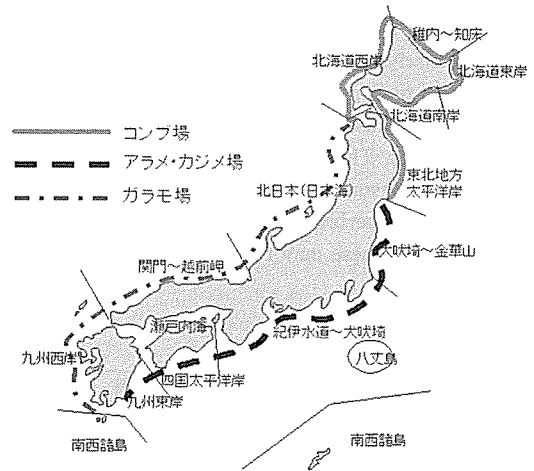 稚内～知床
北海道西岸
北海道東岸
北海道南岸
コンブ場
アラメ・カジメ場
ガラモ場
東北地方
太平洋岸
北日本(日本海)
犬吠埼～金華山
関門～越前岬
瀬戸内海
紀伊水道～犬吠埼
九州西岸
八丈島
四国太平洋岸
九州東岸
南西諸島
南西諸島